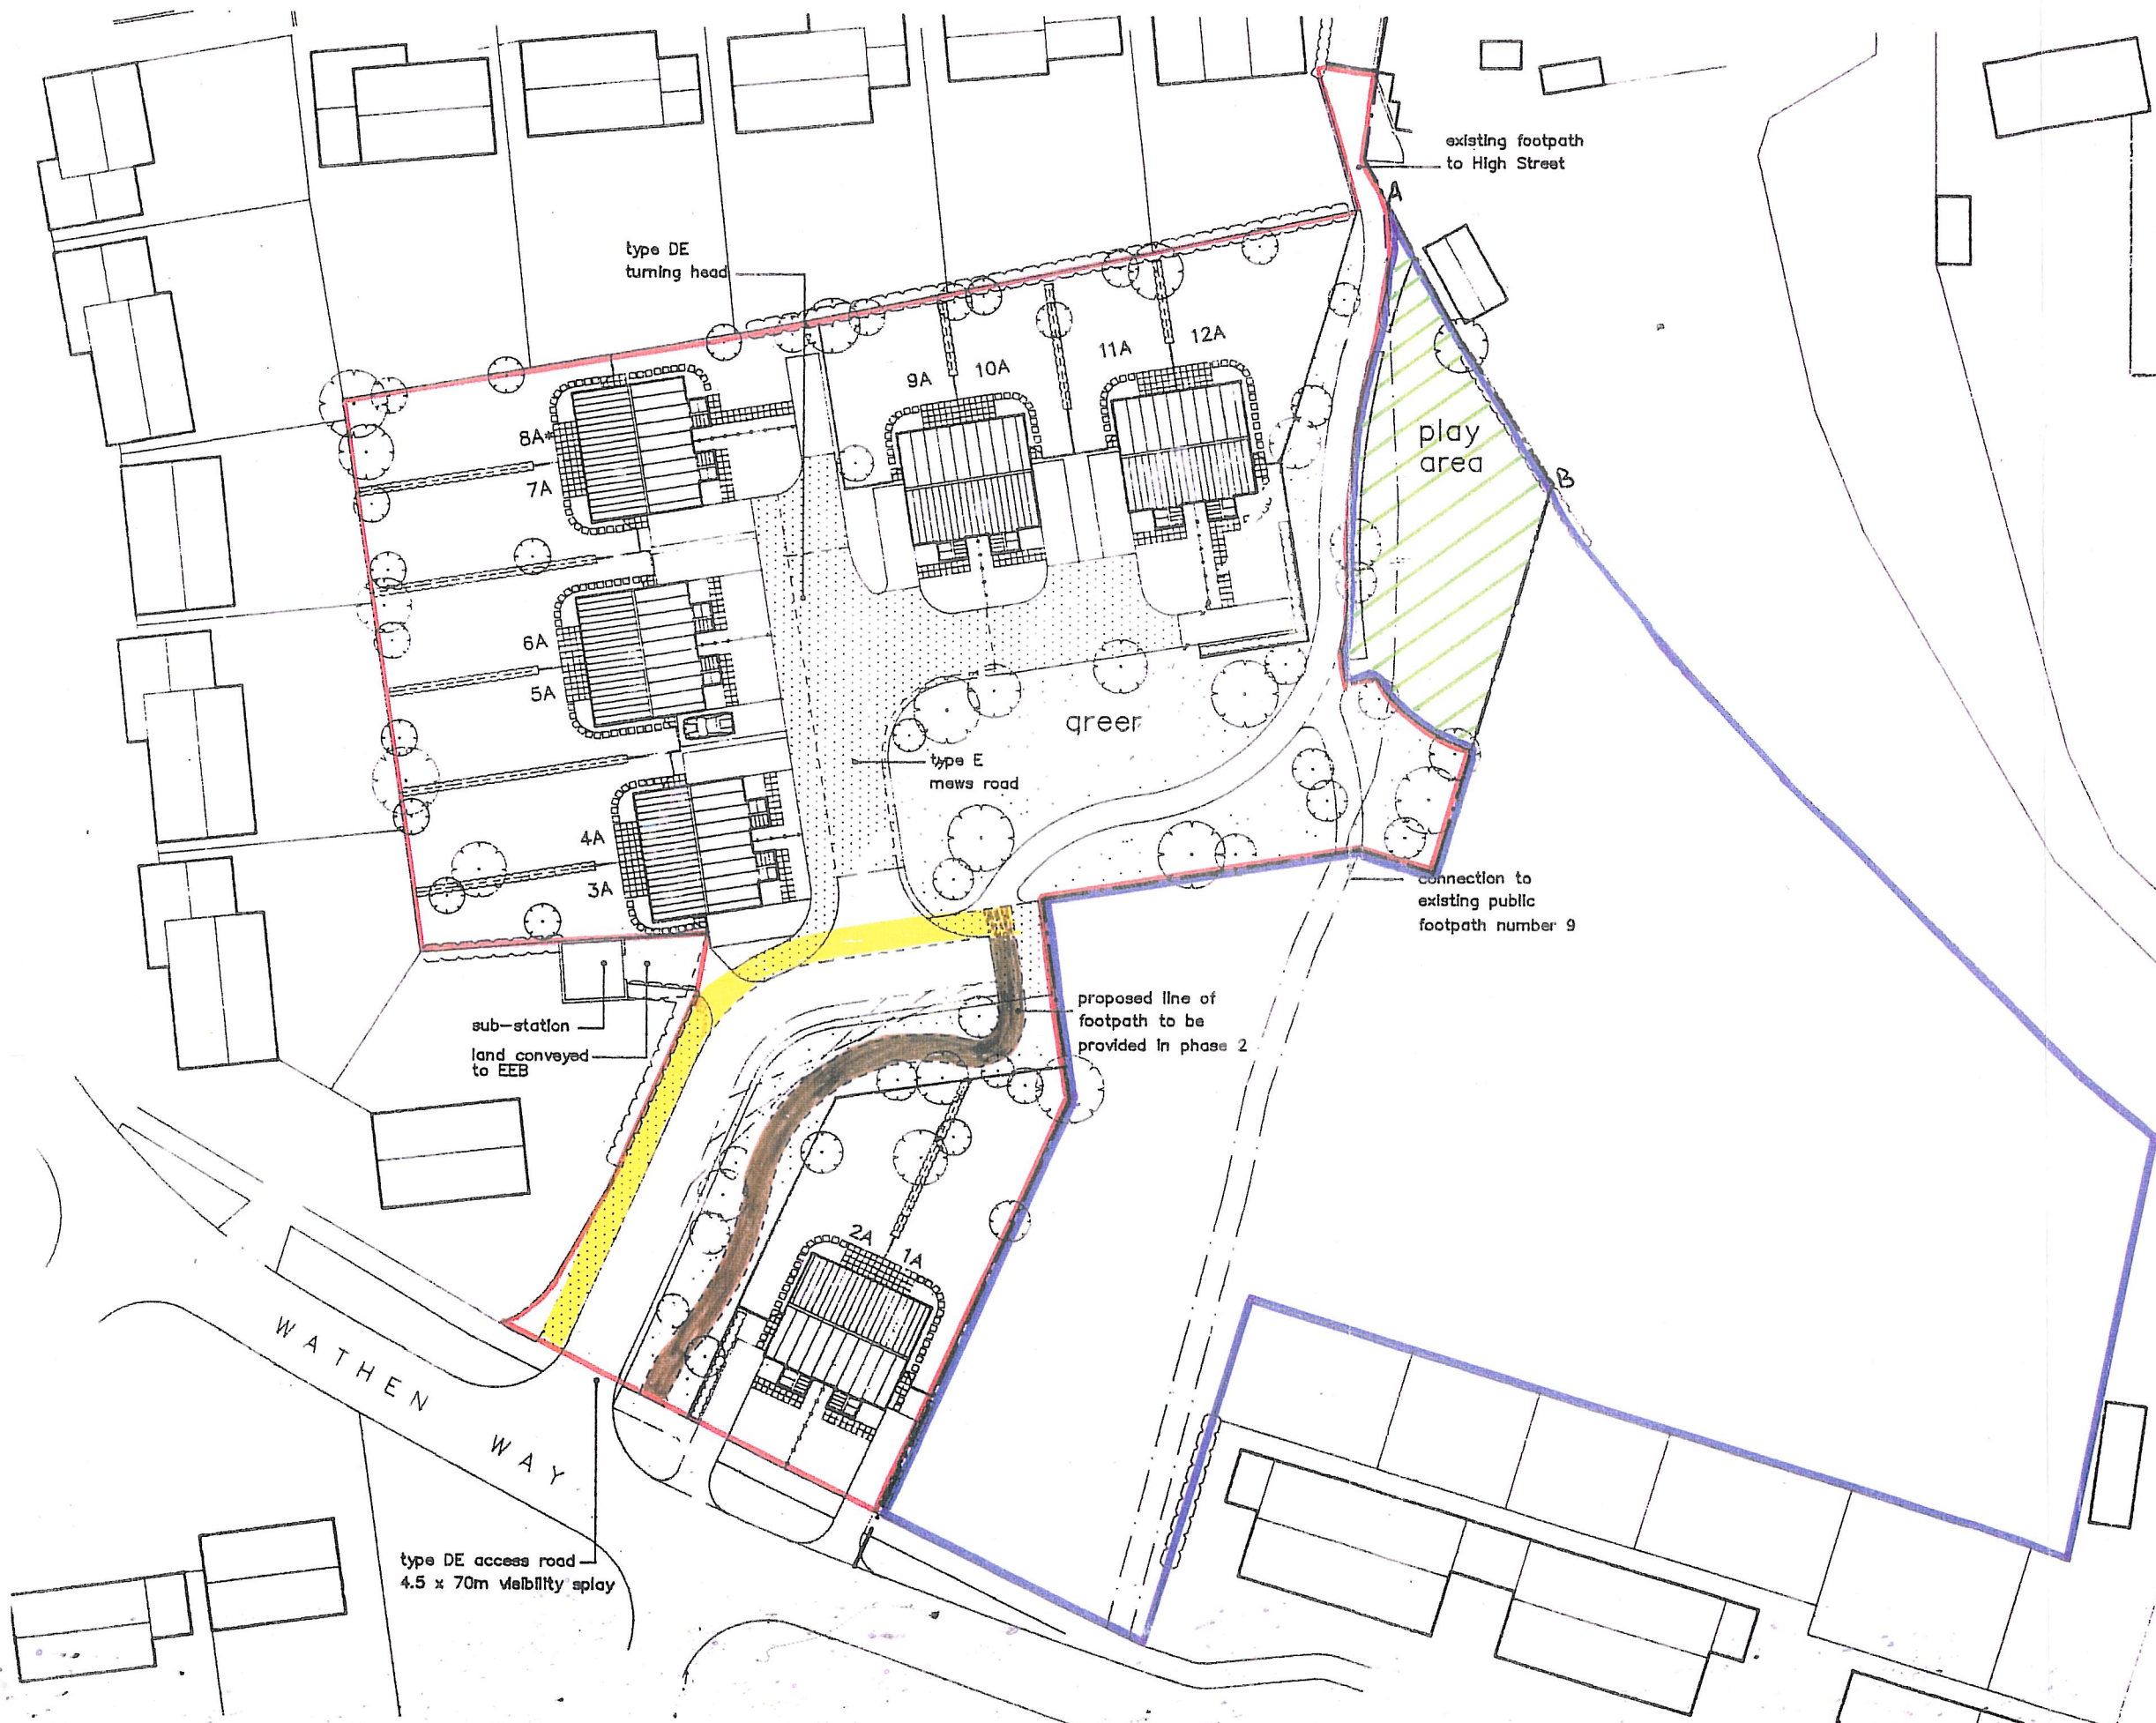 existing footpath
to High Street
A
type DE
turning head
12A
11A
10A
9A
play
area
8A*
B
7A
6A
5A
greer
type E
mews road
4A
3A
connection to
existing public
footpath number 9
proposed line of
footpath to be
provided in phase 2
sub-station
land conveyed
to EEB
2A
1A
WATHEN
WAY
type DE access road
4.5 x 70m visibility splay